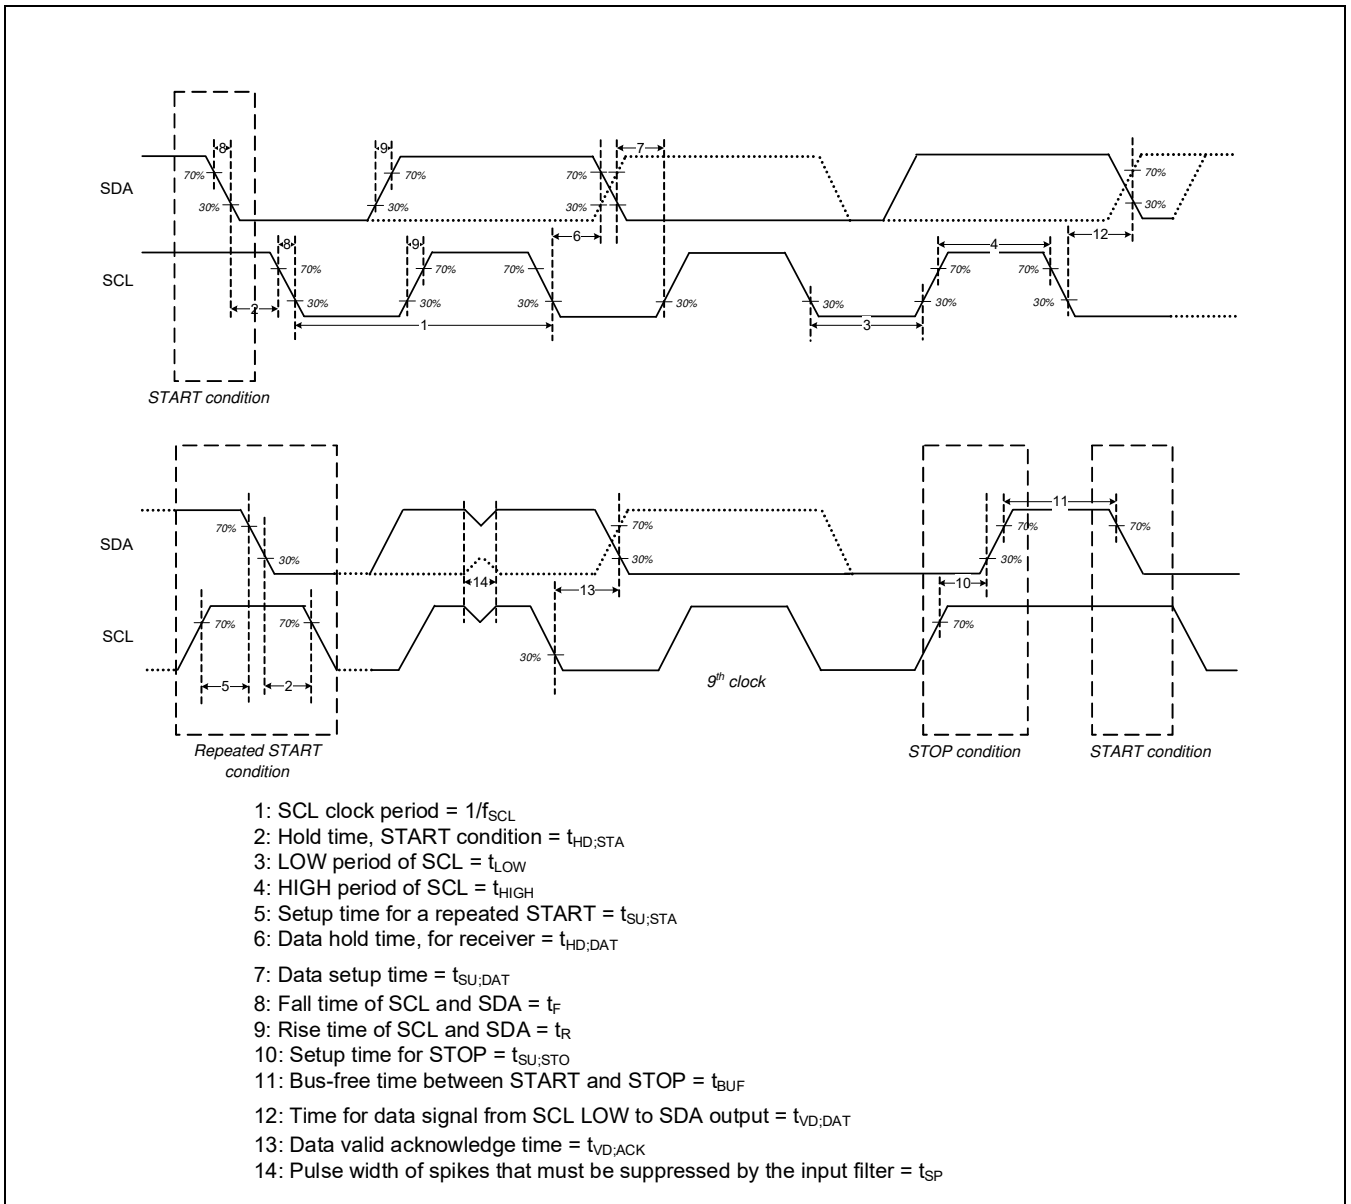 8 9 7
70% 70% 70% 70%
SDA
30% 30% 30% 30%
12
8 9 6 4
70% 70% 70% 70% 70%
SCL
30% 30% 30% 30% 30% 30% 30%
2 1 3
START condition
11
70% 70% 70% 70%
SDA
30% 30% 30%
14 13 10
70% 70% 70%
SCL
30%
5 2 9th clock
Repeated START
condition
STOP condition START condition
1: SCL clock period = 1/fSCL
2: Hold time, START condition = tHD;STA
3: LOW period of SCL = tLOW
4: HIGH period of SCL = tHIGH
5: Setup time for a repeated START = tSU;STA
6: Data hold time, for receiver = tHD;DAT
7: Data setup time = tSU;DAT
8: Fall time of SCL and SDA = tF
9: Rise time of SCL and SDA = tR
10: Setup time for STOP = tSU;STO
11: Bus-free time between START and STOP = tBUF
12: Time for data signal from SCL LOW to SDA output = tVD;DAT
13: Data valid acknowledge time = tVD;ACK
14: Pulse width of spikes that must be suppressed by the input filter = tSP